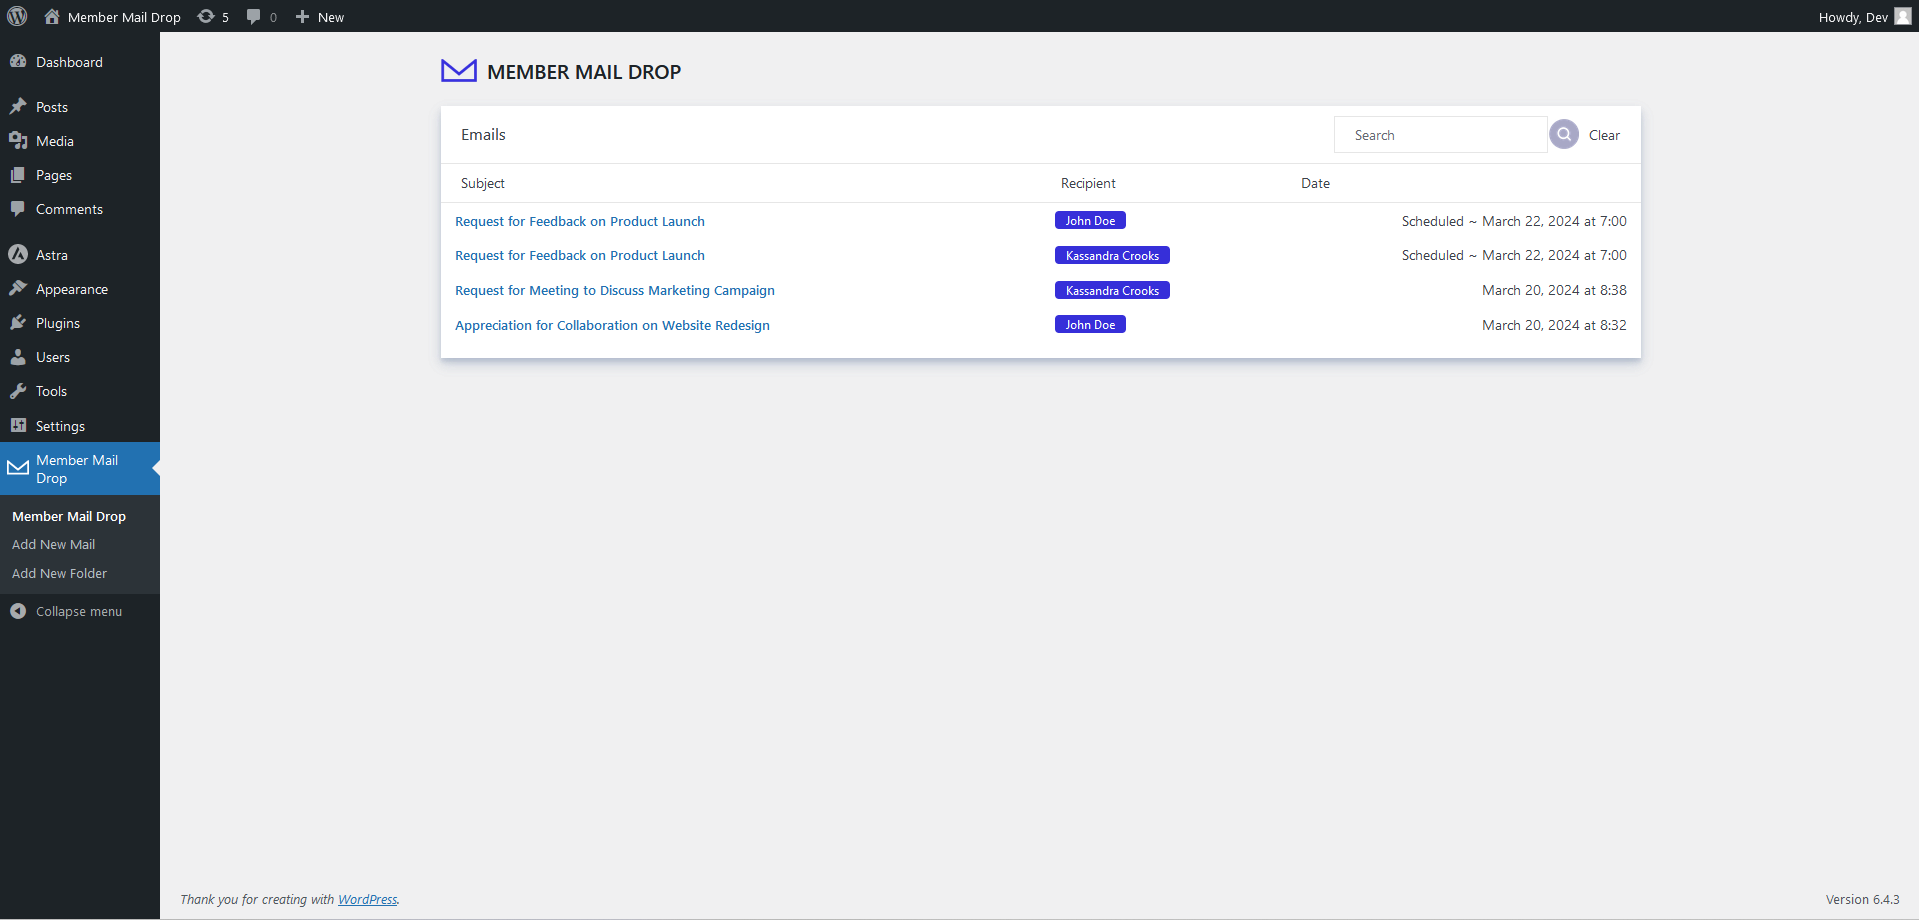 Member Mail Drop 5 0 New Howdy, Dev
Dashboard
Posts
Media
Pages
Comments
Astra
Appearance
Plugins
Users
Tools
Settings
Member Mail
Drop
Member Mail Drop
Add New Mail
Add New Folder
Collapse menu
MEMBER MAIL DROP
Emails Search Clear
Subject Recipient Date
Request for Feedback on Product Launch John Doe Scheduled ~ March 22, 2024 at 7:00
Request for Feedback on Product Launch Kassandra Crooks Scheduled ~ March 22, 2024 at 7:00
Request for Meeting to Discuss Marketing Campaign Kassandra Crooks March 20, 2024 at 8:38
Appreciation for Collaboration on Website Redesign John Doe March 20, 2024 at 8:32
Thank you for creating with WordPress. Version 6.4.3